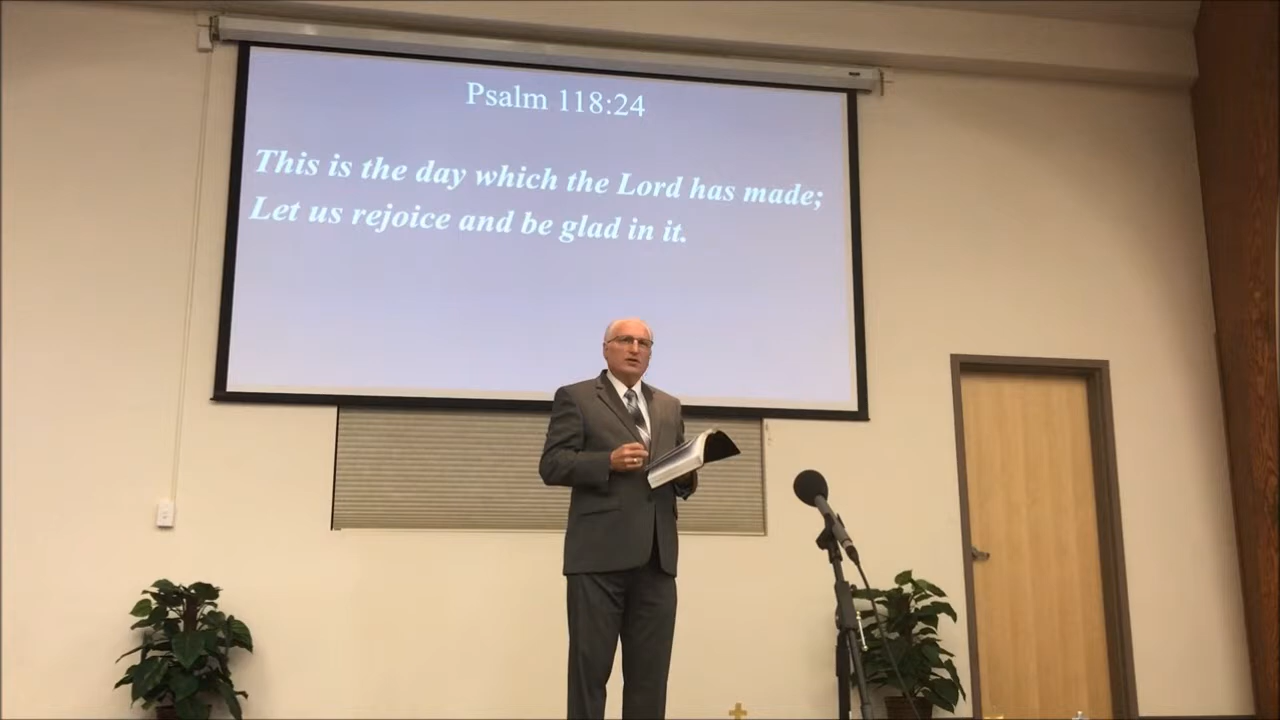 Psalm 118:24
This is the day which the Lord has made;
Let us rejoice and be glad in it.